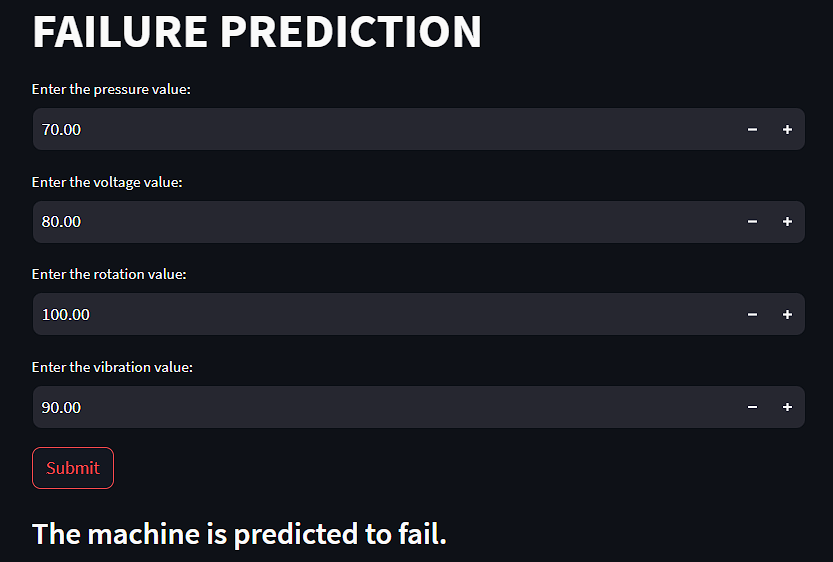 FAILURE PREDICTION
Enter the pressure value:
70.00
Enter the voltage value:
80.00
Enter the rotation value:
100.00
Enter the vibration value:
90.00
Submit
The machine is predicted to fail.